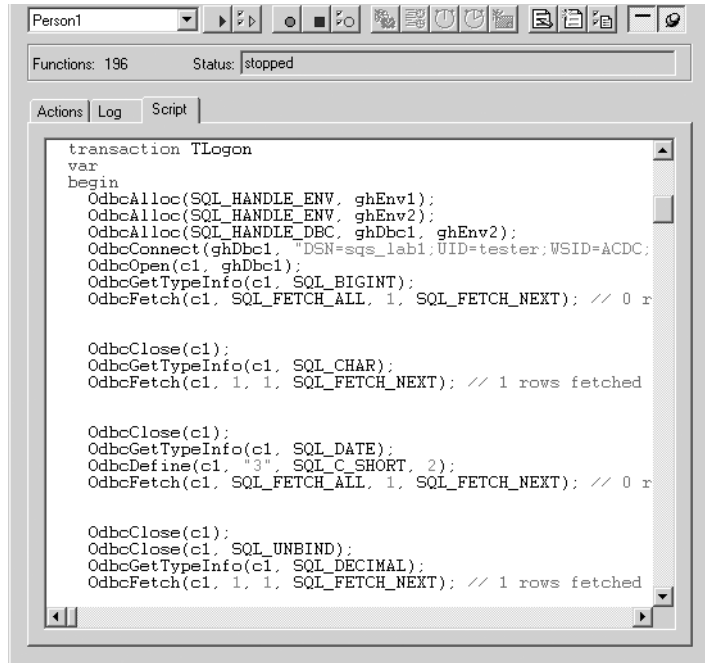 Person1
Functions: 196 Status: stopped
Actions Log Script
transaction TLogon
var
begin
OdbcAlloc(SQL_HANDLE_ENV, ghEnv1);
OdbcAlloc(SQL_HANDLE_ENV, ghEnv2);
OdbcAlloc(SQL_HANDLE_DBC, ghDbc1, ghEnv2);
OdbcConnect(ghDbc1, "DSN=sqs_lab1;UID=tester;WSID=ACDC;
OdbcOpen(c1, ghDbc1);
OdbcGetTypeInfo(c1, SQL_BIGINT);
OdbcFetch(c1, SQL_FETCH_ALL, 1, SQL_FETCH_NEXT); // 0 r
OdbcClose(c1);
OdbcGetTypeInfo(c1, SQL_CHAR);
OdbcFetch(c1, 1, 1, SQL_FETCH_NEXT); // 1 rows fetched
OdbcClose(c1);
OdbcGetTypeInfo(c1, SQL_DATE);
OdbcDefine(c1, "3", SQL_C_SHORT, 2);
OdbcFetch(c1, SQL_FETCH_ALL, 1, SQL_FETCH_NEXT); // 0 r
OdbcClose(c1);
OdbcClose(c1, SQL_UNBIND);
OdbcGetTypeInfo(c1, SQL_DECIMAL);
OdbcFetch(c1, 1, 1, SQL_FETCH_NEXT); // 1 rows fetched